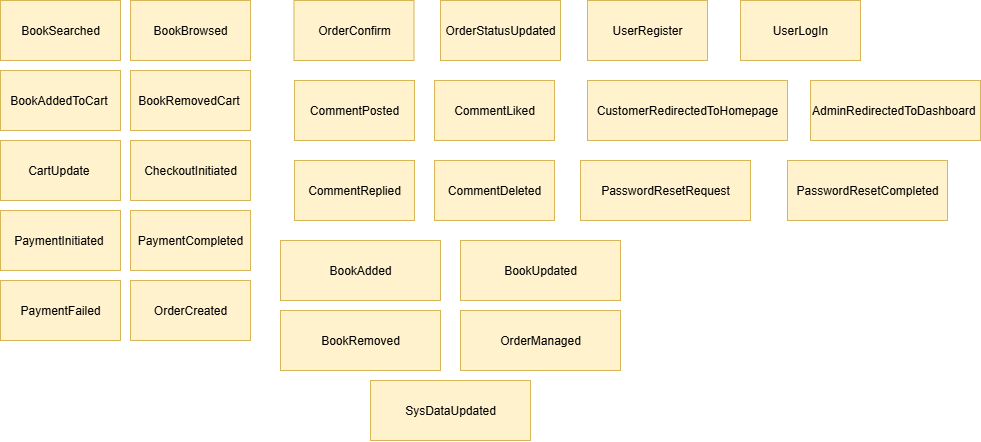 BookSearched
BookBrowsed
OrderConfirm
OrderStatusUpdated
UserRegister
UserLogIn
BookAddedToCart
BookRemovedCart
CommentPosted
CommentLiked
CustomerRedirectedToHomepage
AdminRedirectedToDashboard
CartUpdate
CheckoutInitiated
CommentReplied
CommentDeleted
PasswordResetRequest
PasswordResetCompleted
PaymentInitiated
PaymentCompleted
BookAdded
BookUpdated
PaymentFailed
OrderCreated
BookRemoved
OrderManaged
SysDataUpdated